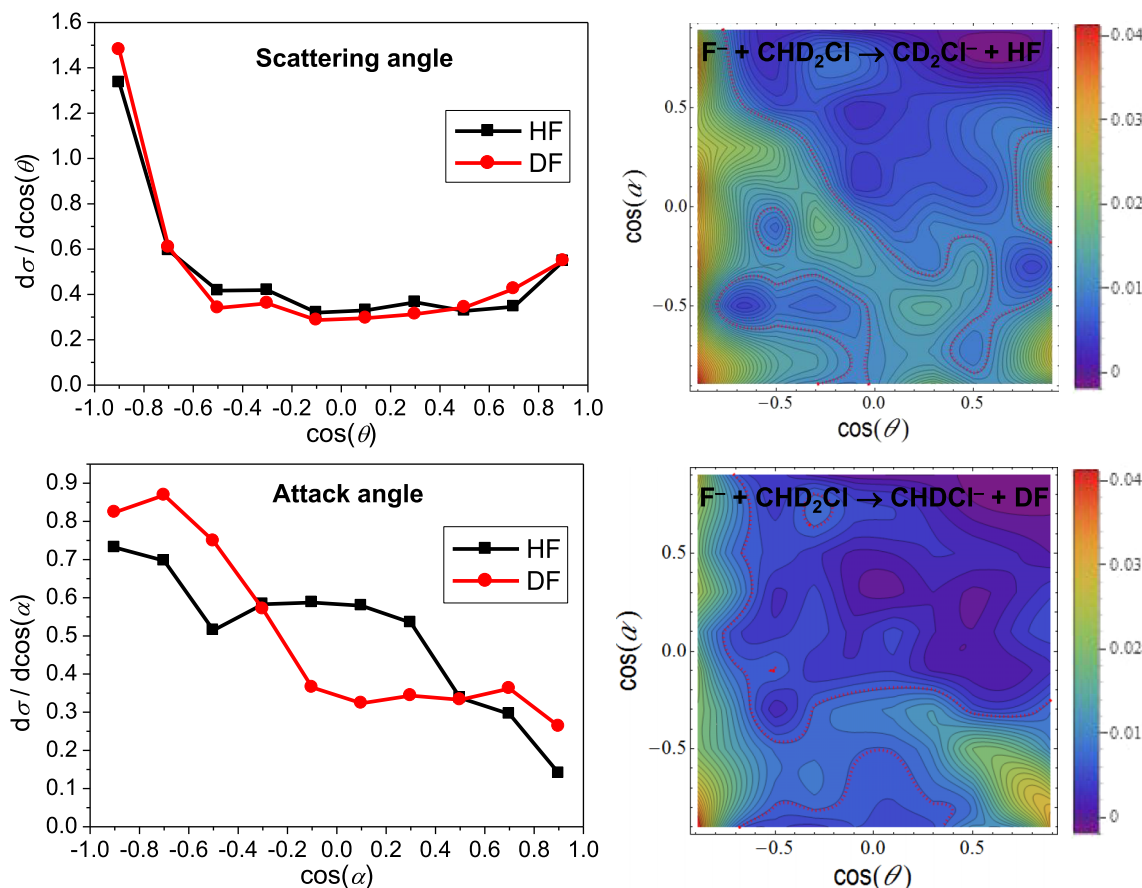 Scattering angle
HF
DF
dσ / dcos(θ)
1.6
1.4
1.2
1.0
0.8
0.6
0.4
0.2
0.0
-1.0 -0.8 -0.6 -0.4 -0.2 0.0 0.2 0.4 0.6 0.8 1.0
cos(θ)
F⁻ + CHD₂Cl → CD₂Cl⁻ + HF
cos(α)
0.5
0.0
−0.5
−0.5 0.0 0.5
cos(θ)
0.04
0.03
0.02
0.01
0
Attack angle
HF
DF
dσ / dcos(α)
0.9
0.8
0.7
0.6
0.5
0.4
0.3
0.2
0.1
0.0
-1.0 -0.8 -0.6 -0.4 -0.2 0.0 0.2 0.4 0.6 0.8 1.0
cos(α)
F⁻ + CHD₂Cl → CHDCl⁻ + DF
cos(α)
0.5
0.0
−0.5
−0.5 0.0 0.5
cos(θ)
0.04
0.03
0.02
0.01
0